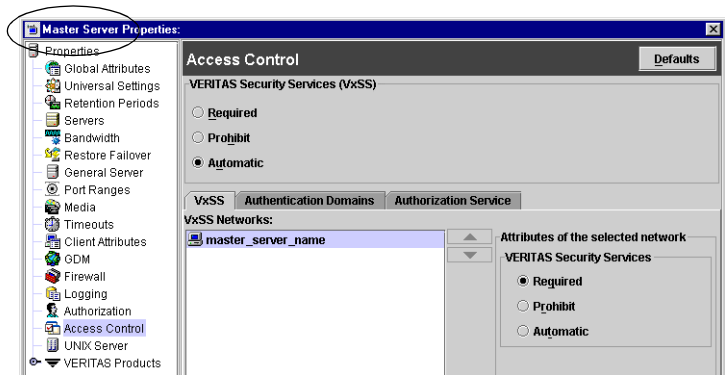 Master Server Properties:
Properties
Global Attributes
Universal Settings
Retention Periods
Servers
Bandwidth
Restore Failover
General Server
Port Ranges
Media
Timeouts
Client Attributes
GDM
Firewall
Logging
Authorization
Access Control
UNIX Server
VERITAS Products
Access Control
Defaults
VERITAS Security Services (VxSS)
Required
Prohibit
Automatic
VxSS Authentication Domains Authorization Service
VxSS Networks:
master_server_name
Attributes of the selected network
VERITAS Security Services
Required
Prohibit
Automatic